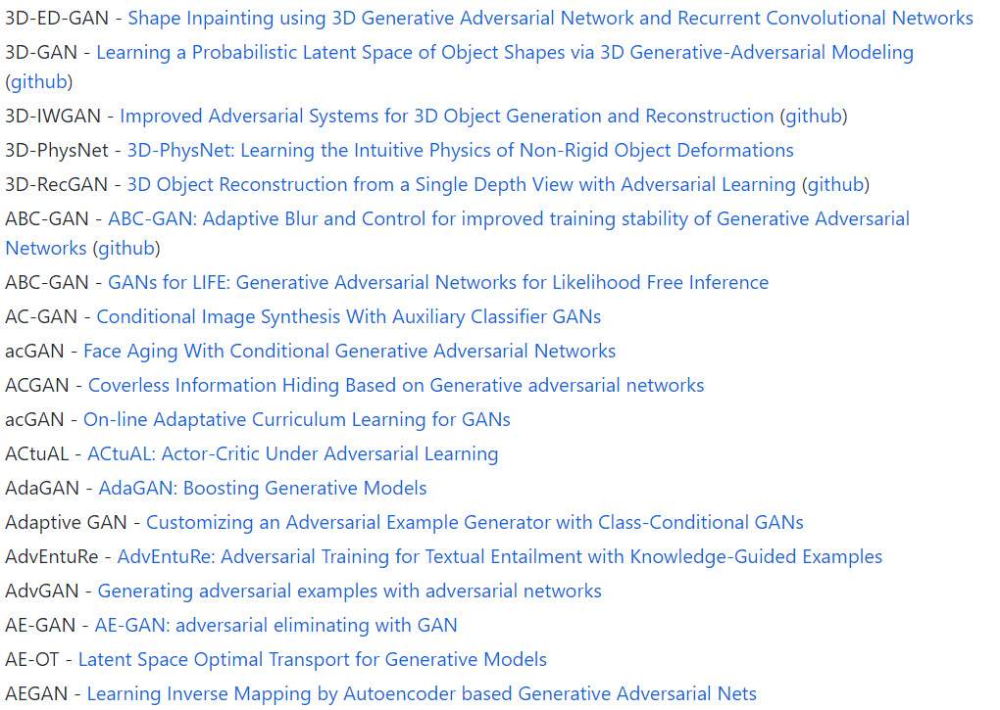 3D-ED-GAN - Shape Inpainting using 3D Generative Adversarial Network and Recurrent Convolutional Networks
3D-GAN - Learning a Probabilistic Latent Space of Object Shapes via 3D Generative-Adversarial Modeling
(github)
3D-IWGAN - Improved Adversarial Systems for 3D Object Generation and Reconstruction (github)
3D-PhysNet - 3D-PhysNet: Learning the Intuitive Physics of Non-Rigid Object Deformations
3D-RecGAN - 3D Object Reconstruction from a Single Depth View with Adversarial Learning (github)
ABC-GAN - ABC-GAN: Adaptive Blur and Control for improved training stability of Generative Adversarial
Networks (github)
ABC-GAN - GANs for LIFE: Generative Adversarial Networks for Likelihood Free Inference
AC-GAN - Conditional Image Synthesis With Auxiliary Classifier GANs
acGAN - Face Aging With Conditional Generative Adversarial Networks
ACGAN - Coverless Information Hiding Based on Generative adversarial networks
acGAN - On-line Adaptative Curriculum Learning for GANs
ACtuAL - ACtuAL: Actor-Critic Under Adversarial Learning
AdaGAN - AdaGAN: Boosting Generative Models
Adaptive GAN - Customizing an Adversarial Example Generator with Class-Conditional GANs
AdvEntuRe - AdvEntuRe: Adversarial Training for Textual Entailment with Knowledge-Guided Examples
AdvGAN - Generating adversarial examples with adversarial networks
AE-GAN - AE-GAN: adversarial eliminating with GAN
AE-OT - Latent Space Optimal Transport for Generative Models
AEGAN - Learning Inverse Mapping by Autoencoder based Generative Adversarial Nets